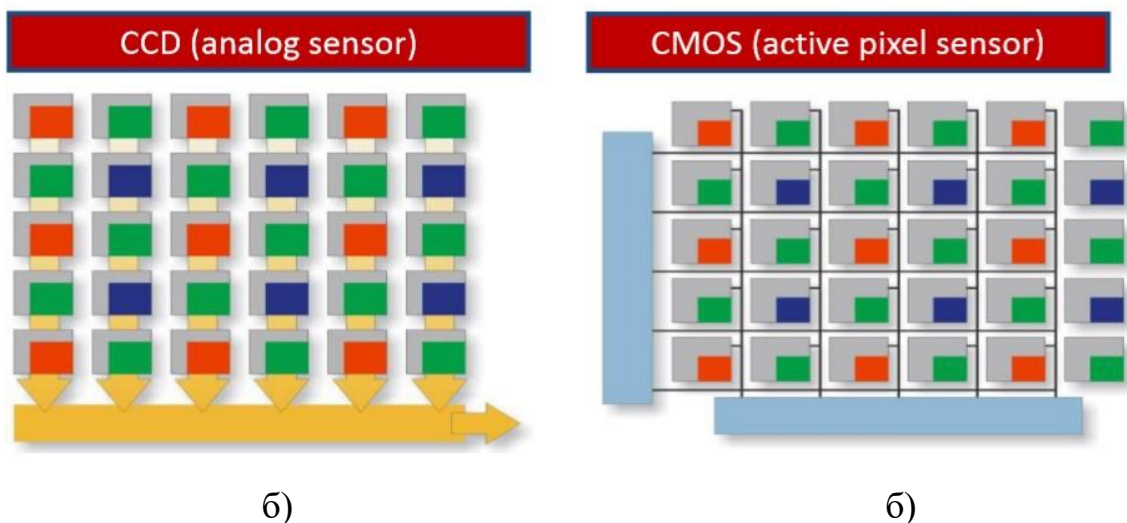 CCD (analog sensor)
CMOS (active pixel sensor)
б)
б)